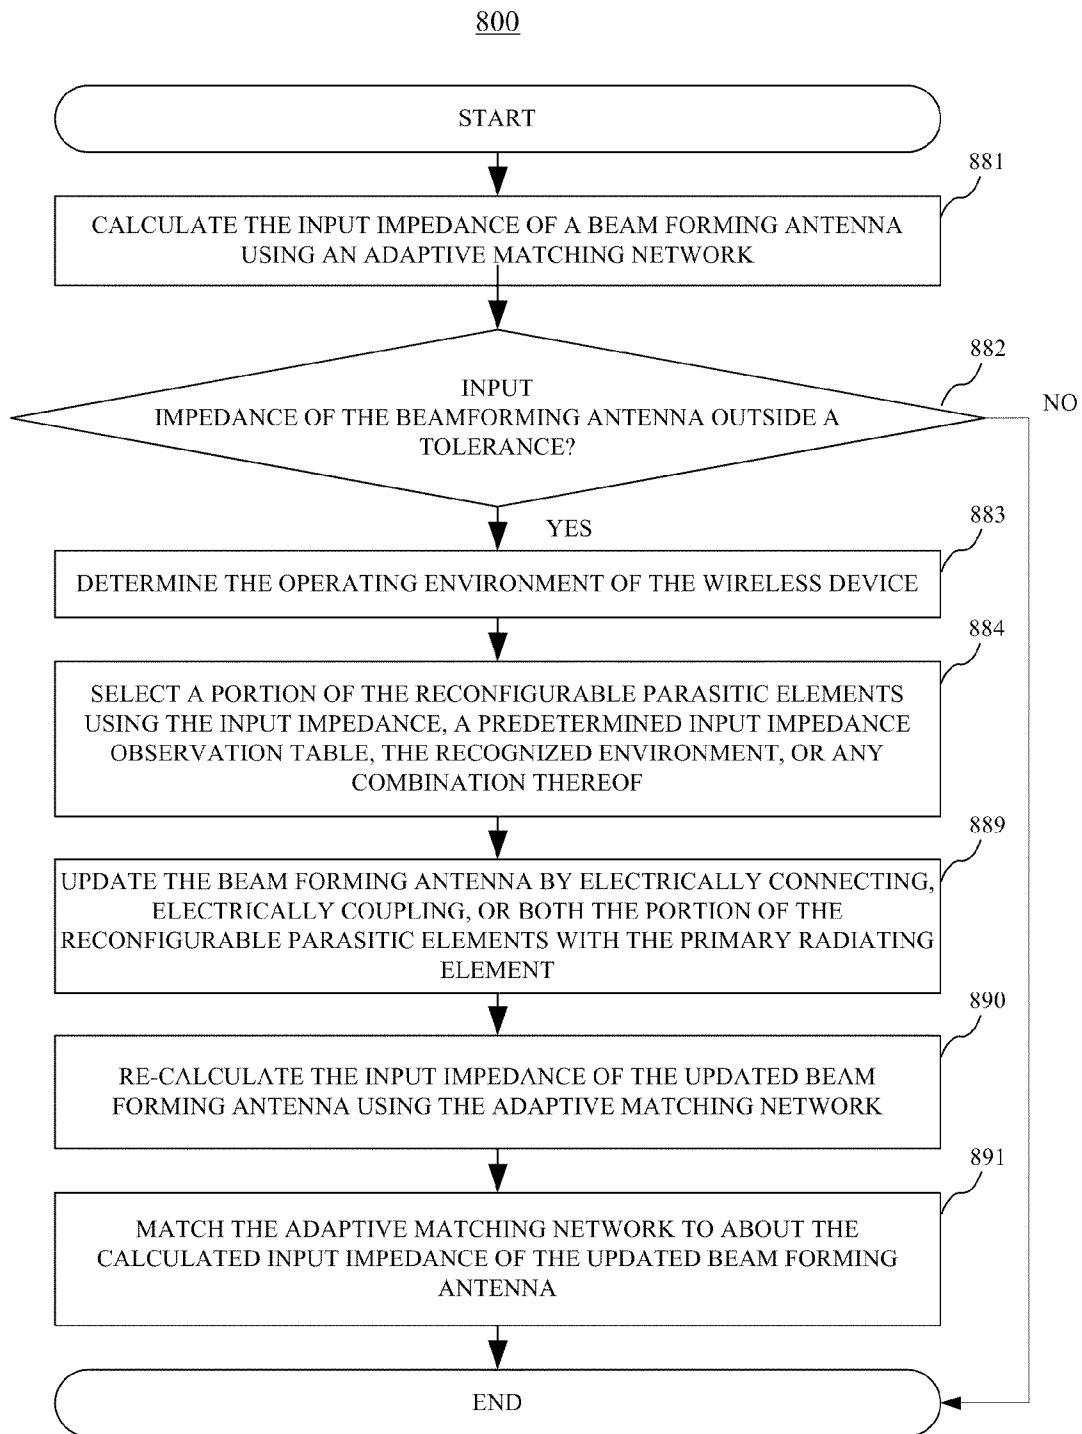 800
START
881
CALCULATE THE INPUT IMPEDANCE OF A BEAM FORMING ANTENNA
USING AN ADAPTIVE MATCHING NETWORK
882
INPUT
IMPEDANCE OF THE BEAMFORMING ANTENNA OUTSIDE A
TOLERANCE?
NO
YES
883
DETERMINE THE OPERATING ENVIRONMENT OF THE WIRELESS DEVICE
884
SELECT A PORTION OF THE RECONFIGURABLE PARASITIC ELEMENTS
USING THE INPUT IMPEDANCE, A PREDETERMINED INPUT IMPEDANCE
OBSERVATION TABLE, THE RECOGNIZED ENVIRONMENT, OR ANY
COMBINATION THEREOF
889
UPDATE THE BEAM FORMING ANTENNA BY ELECTRICALLY CONNECTING,
ELECTRICALLY COUPLING, OR BOTH THE PORTION OF THE
RECONFIGURABLE PARASITIC ELEMENTS WITH THE PRIMARY RADIATING
ELEMENT
890
RE-CALCULATE THE INPUT IMPEDANCE OF THE UPDATED BEAM
FORMING ANTENNA USING THE ADAPTIVE MATCHING NETWORK
891
MATCH THE ADAPTIVE MATCHING NETWORK TO ABOUT THE
CALCULATED INPUT IMPEDANCE OF THE UPDATED BEAM FORMING
ANTENNA
END